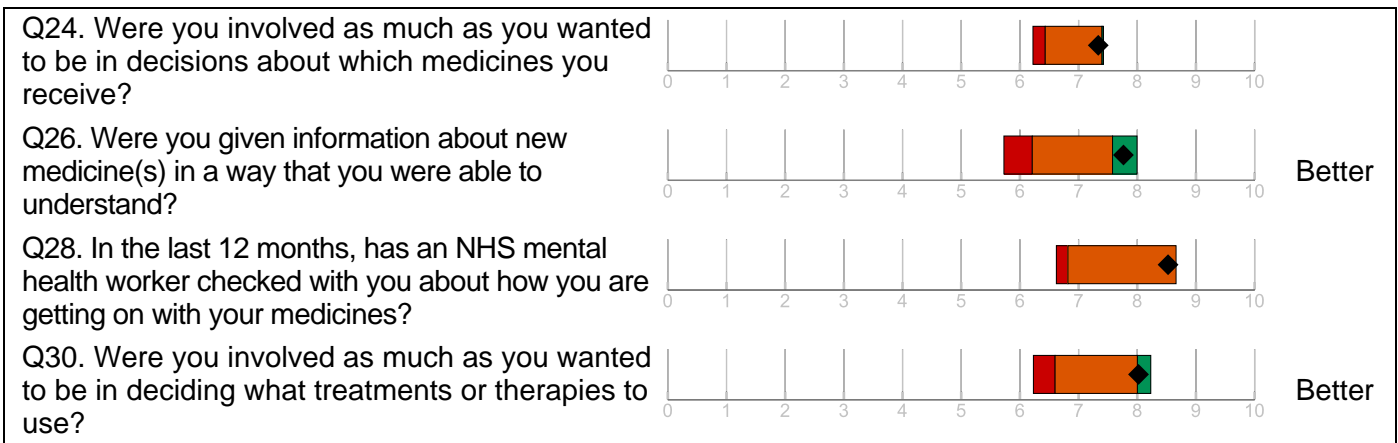 Q24. Were you involved as much as you wanted
to be in decisions about which medicines you
receive?
0 1 2 3 4 5 6 7 8 9 10
Q26. Were you given information about new
medicine(s) in a way that you were able to
understand?
0 1 2 3 4 5 6 7 8 9 10
Better
Q28. In the last 12 months, has an NHS mental
health worker checked with you about how you are
getting on with your medicines?
0 1 2 3 4 5 6 7 8 9 10
Q30. Were you involved as much as you wanted
to be in deciding what treatments or therapies to
use?
0 1 2 3 4 5 6 7 8 9 10
Better